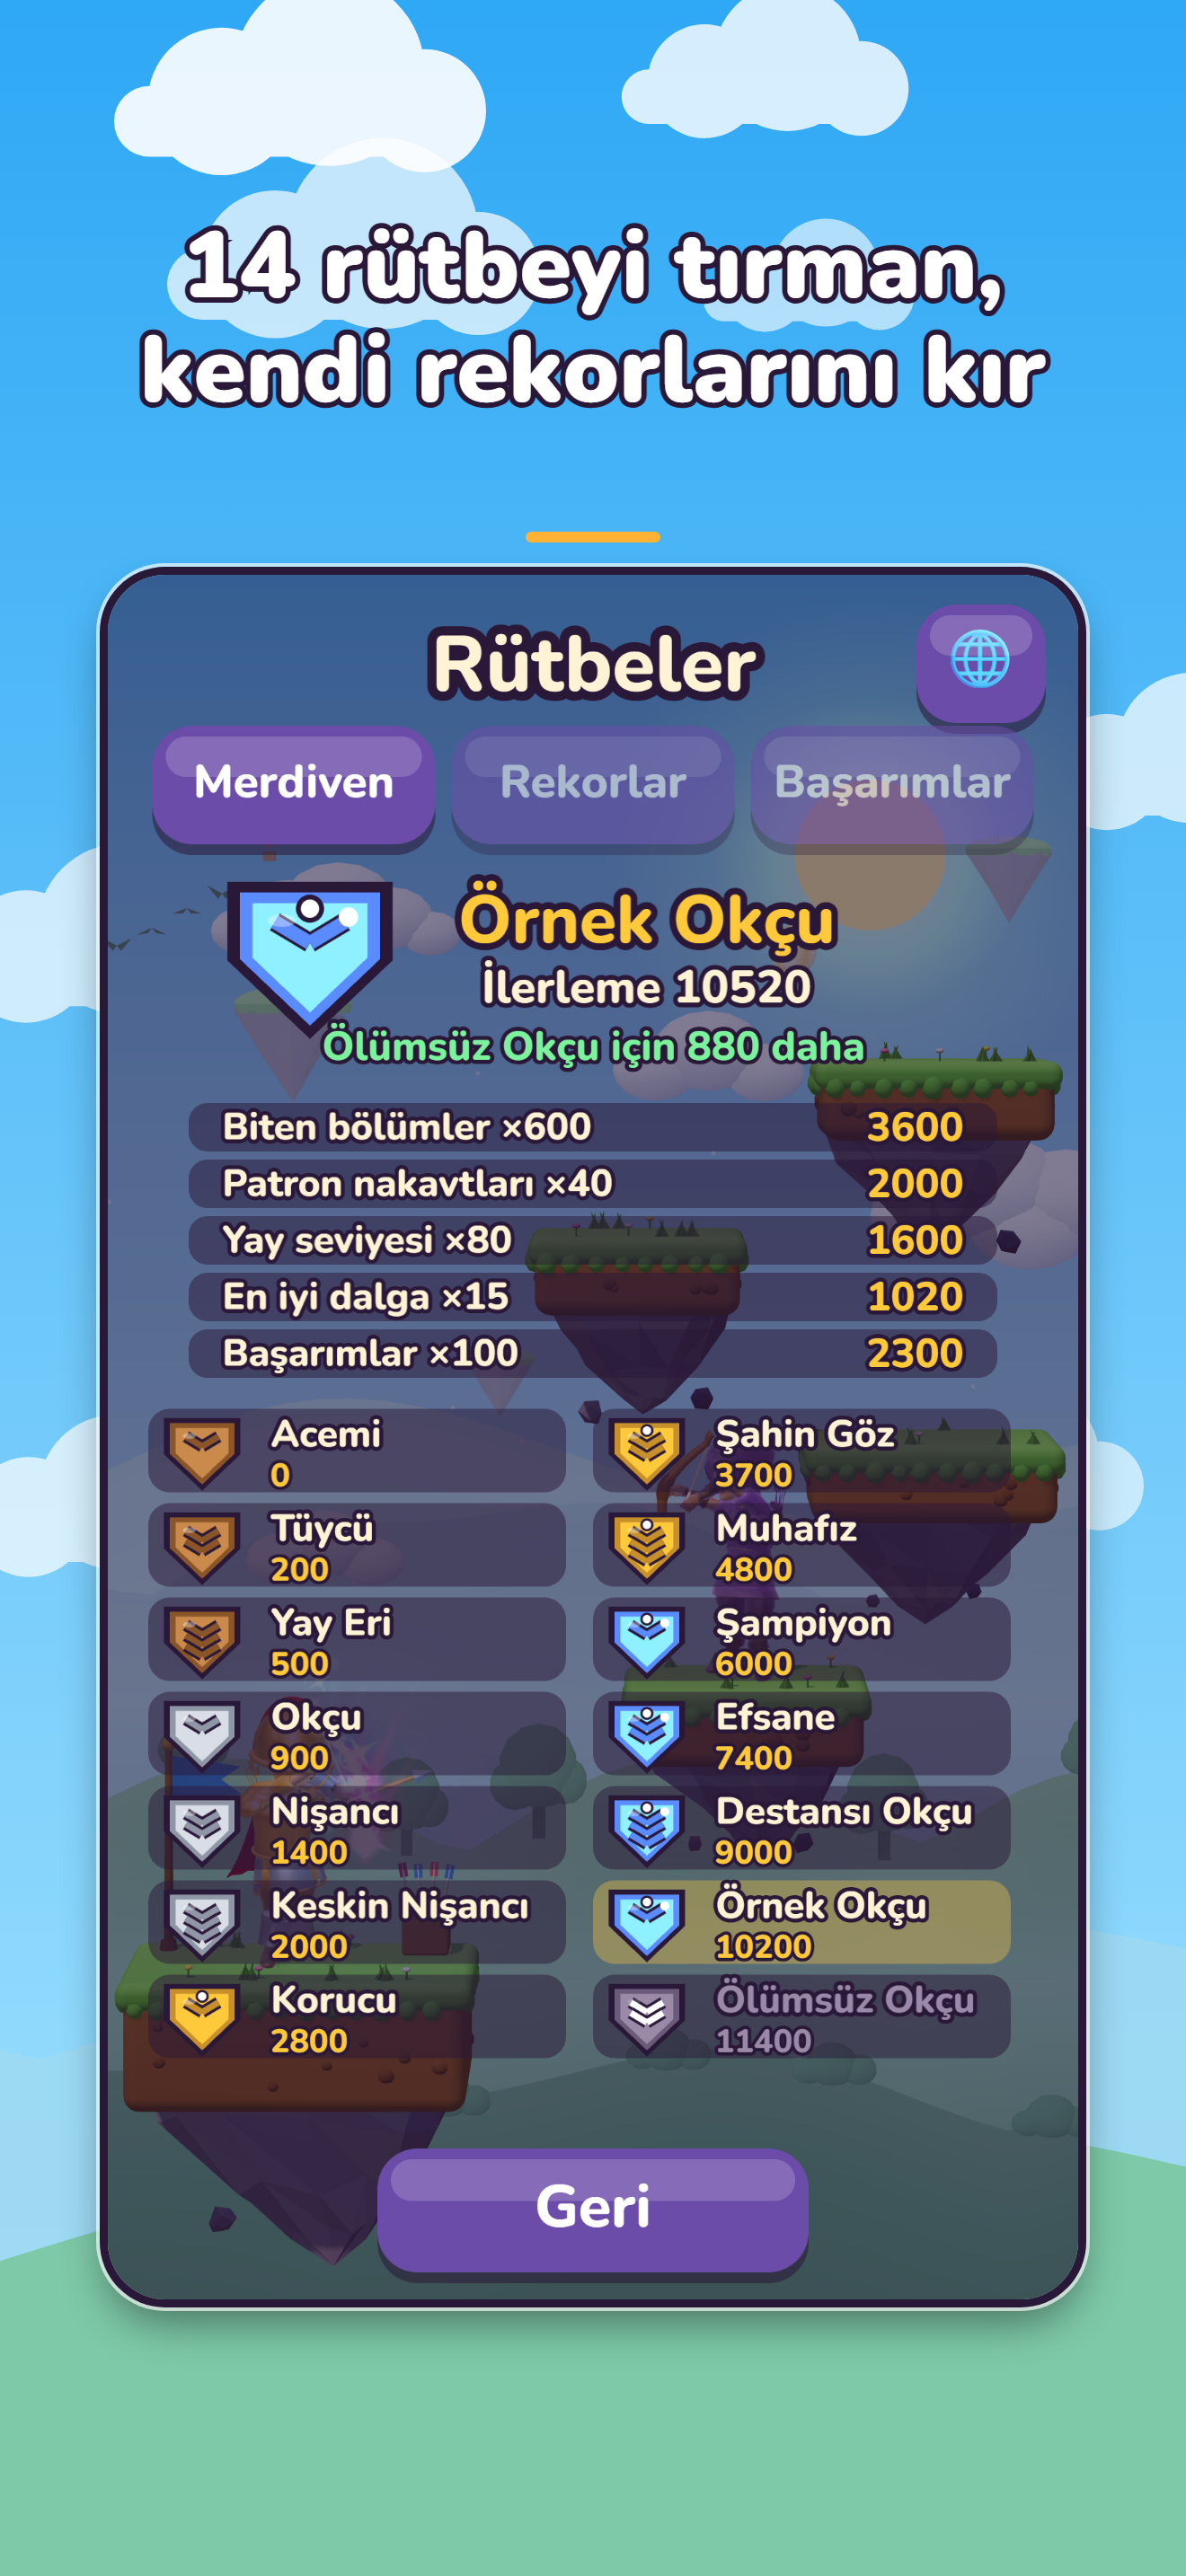 14 rütbeyi tırman,
kendi rekorlarını kır
Rütbeler
Merdiven
Rekorlar
Başarımlar
Örnek Okçu
İlerleme 10520
Ölümsüz Okçu için 880 daha
Biten bölümler ×600 3600
Patron nakavtları ×40 2000
Yay seviyesi ×80 1600
En iyi dalga ×15 1020
Başarımlar ×100 2300
Acemi
0
Tüycü
200
Yay Eri
500
Okçu
900
Nişancı
1400
Keskin Nişancı
2000
Korucu
2800
Şahin Göz
3700
Muhafız
4800
Şampiyon
6000
Efsane
7400
Destansı Okçu
9000
Örnek Okçu
10200
Ölümsüz Okçu
11400
Geri